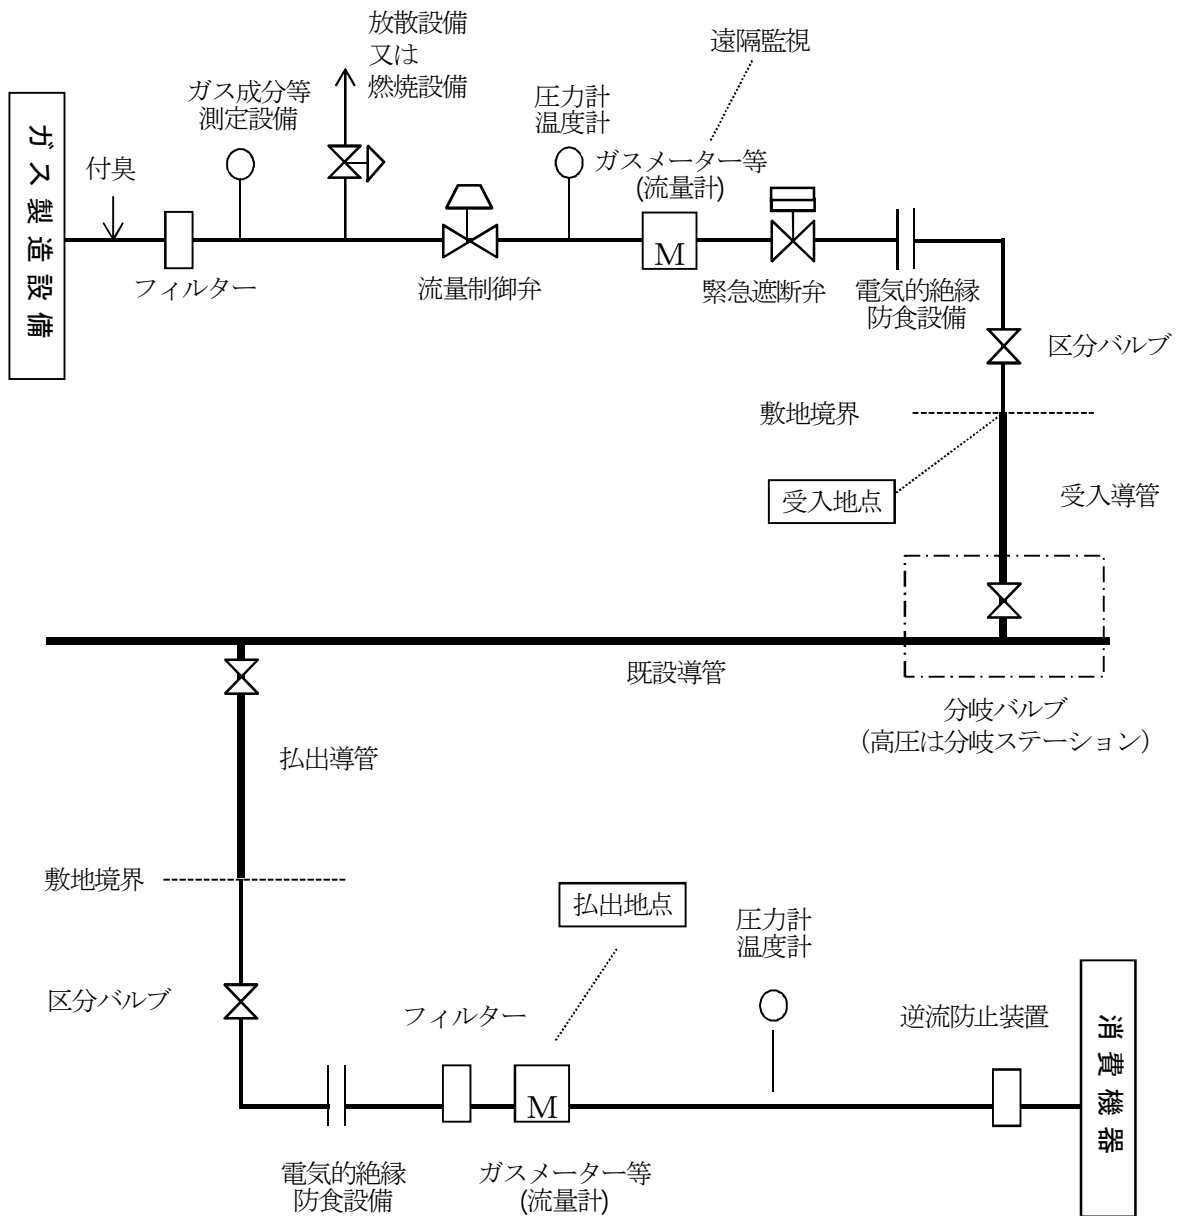 放散設備
又は
燃焼設備
遠隔監視
ガス成分等
測定設備
圧力計
温度計
ガスメーター等
(流量計)
ガス製造設備
付臭
M
フィルター
流量制御弁
緊急遮断弁
電気的絶縁
防食設備
区分バルブ
敷地境界
受入地点
受入導管
既設導管
分岐バルブ
（高圧は分岐ステーション）
払出導管
敷地境界
払出地点
圧力計
温度計
区分バルブ
フィルター
逆流防止装置
消費機器
M
電気的絶縁
防食設備
ガスメーター等
(流量計)